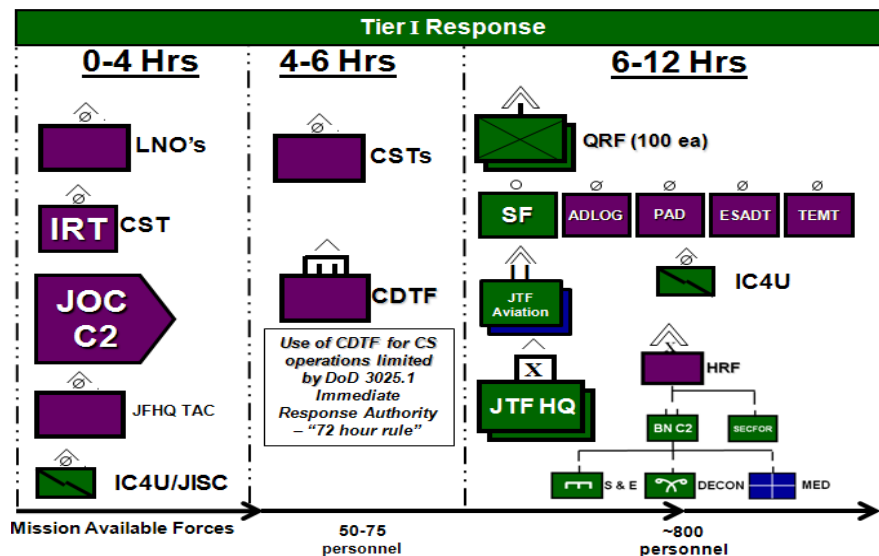 Tier I Response
0-4 Hrs
4-6 Hrs
6-12 Hrs
LNO's
IRT
CST
JOC
C2
JFHQ TAC
IC4U/JISC
CSTs
CDTF
Use of CDTF for CS
operations limited
by DoD 3025.1
Immediate
Response Authority
– "72 hour rule"
QRF (100 ea)
SF
ADLOG
PAD
ESADT
TEMT
JTF
Aviation
IC4U
X
JTF HQ
X
HRF
BN C2
SECFOR
S & E
DECON
MED
Mission Available Forces
50-75
personnel
~800
personnel